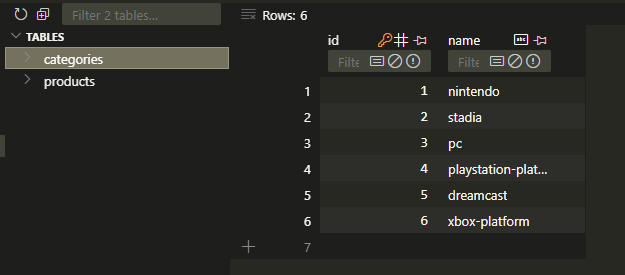 Filter 2 tables...
Rows: 6
TABLES
categories
products
id name
Filte Filte
1 1 nintendo
2 2 stadia
3 3 pc
4 4 playstation-plat...
5 5 dreamcast
6 6 xbox-platform
7